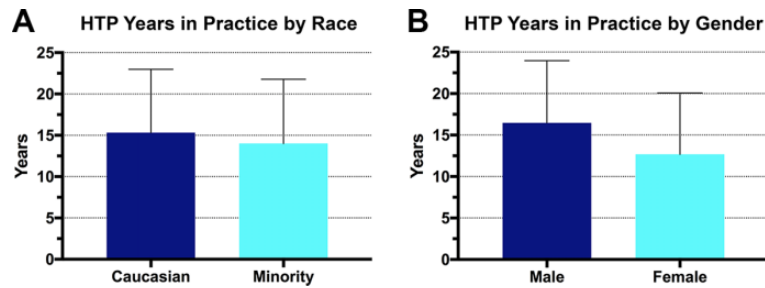 A
HTP Years in Practice by Race
Years
25
20
15
10
5
0
Caucasian Minority
B
HTP Years in Practice by Gender
Years
25
20
15
10
5
0
Male Female